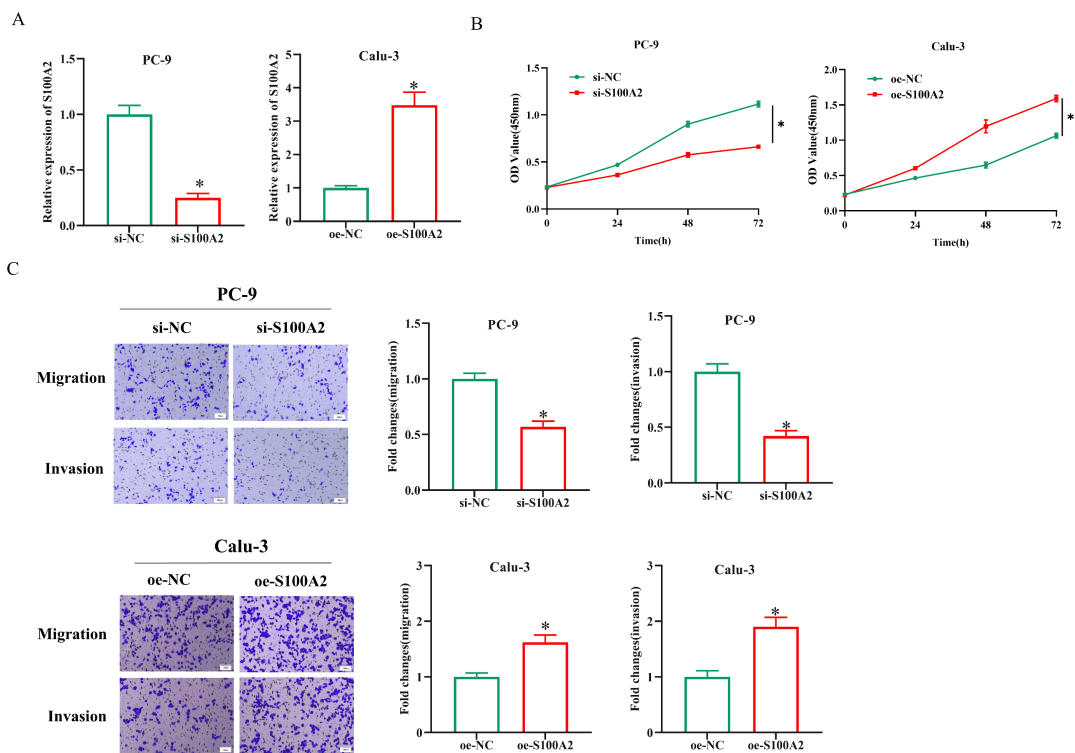 A
PC-9
Relative expression of S100A2
1.5
1.0
0.5
0.0
*
si-NC
si-S100A2
Calu-3
Relative expression of S100A2
5
4
3
2
1
0
*
oe-NC
oe-S100A2
B
PC-9
si-NC
si-S100A2
OD Value(450nm)
1.5
1.0
0.5
0.0
*
0
24
48
72
Time(h)
Calu-3
oe-NC
oe-S100A2
OD Value(450nm)
2.0
1.5
1.0
0.5
0.0
*
0
24
48
72
Time(h)
C
PC-9
si-NC
si-S100A2
Migration
Invasion
PC-9
Fold changes(migration)
1.5
1.0
0.5
0.0
*
si-NC
si-S100A2
PC-9
Fold changes(invasion)
1.5
1.0
0.5
0.0
*
si-NC
si-S100A2
Calu-3
oe-NC
oe-S100A2
Migration
Invasion
Calu-3
Fold changes(migration)
3
2
1
0
*
oe-NC
oe-S100A2
Calu-3
Fold changes(invasion)
3
2
1
0
*
oe-NC
oe-S100A2